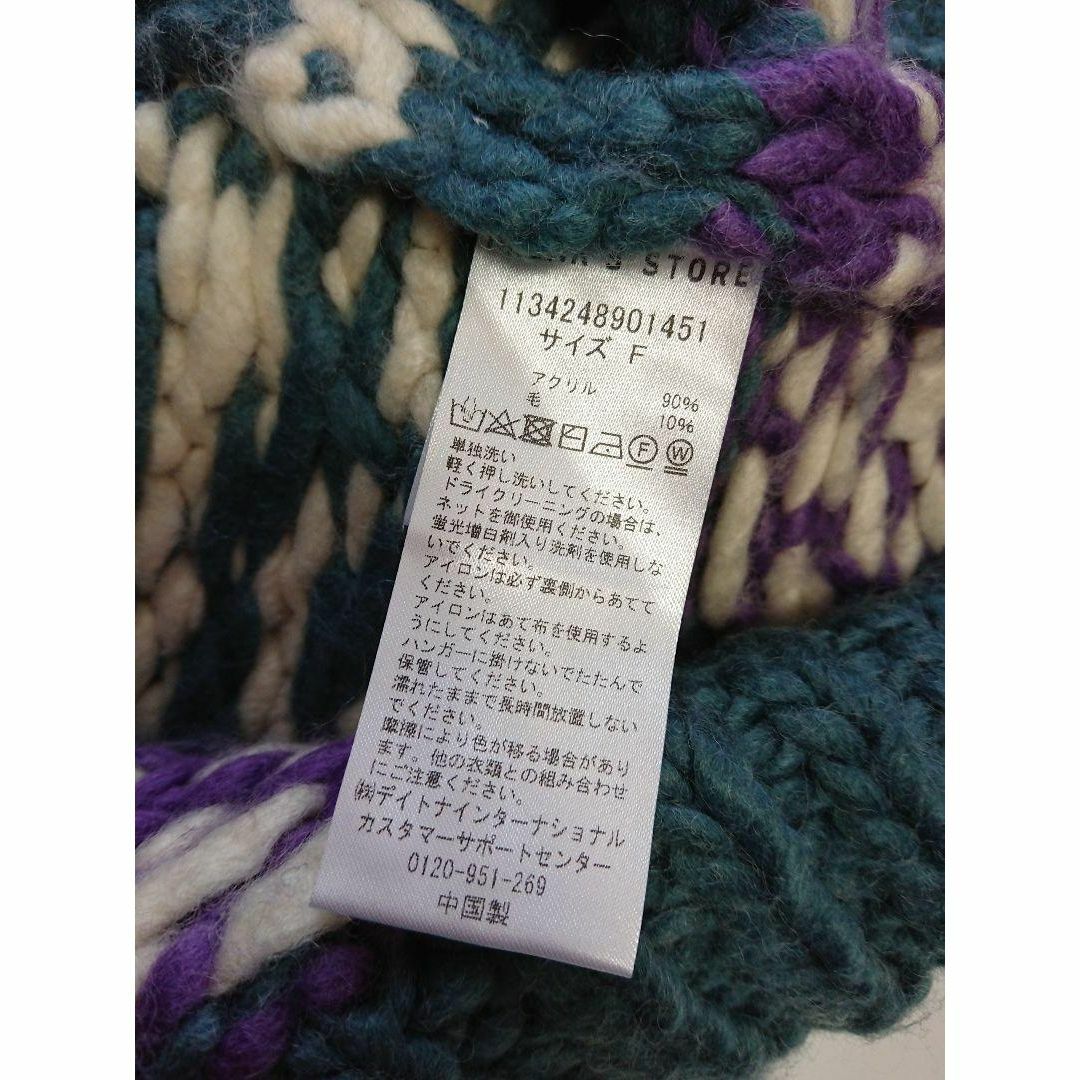 STORE
1134248901451
サイズ F
アクリル 90%
毛 10%
単独洗い
軽く押し洗いしてください。
ドライクリーニングの場合は、
ネットを御使用ください。
蛍光増白剤入り洗剤を使用しな
いでください。
アイロンは必ず裏側からあてて
ください。
アイロンはあて布を使用するよ
うにしてください。
ハンガーに掛けないでたたんで
保管してください。
濡れたままで長時間放置しない
でください。
摩擦により色が移る場合があり
ます。他の衣類との組み合わせ
にご注意ください。
㈱デイトナインターナショナル
カスタマーサポートセンター
0120-951-269
中国製